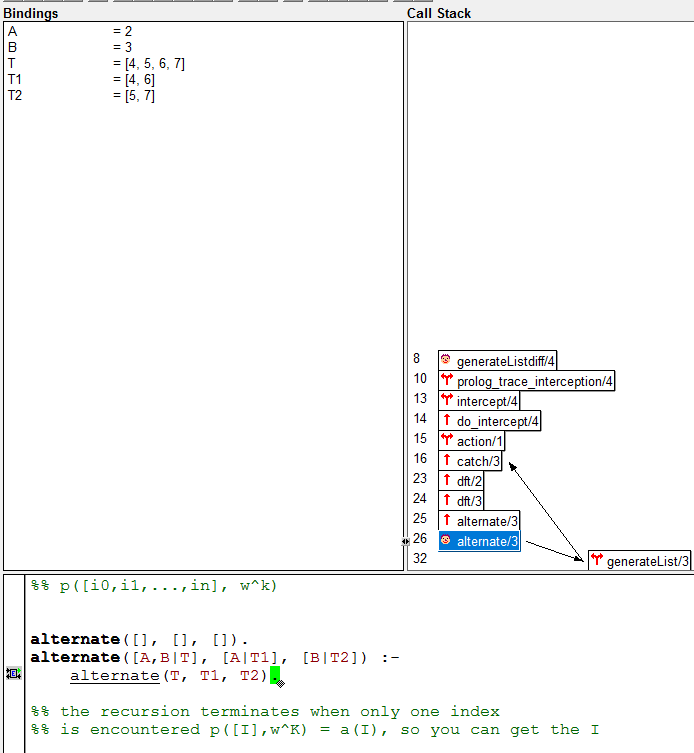 Bindings
A = 2
B = 3
T = [4, 5, 6, 7]
T1 = [4, 6]
T2 = [5, 7]
Call Stack
8 generateListdiff/4
10 prolog_trace_interception/4
13 intercept/4
14 do_intercept/4
15 action/1
16 catch/3
23 dft/2
24 dft/3
25 alternate/3
26 alternate/3
32 generateList/3
%% p([i0,i1,...,in], w^k)
alternate([], [], []).
alternate([A,B|T], [A|T1], [B|T2]) :-
alternate(T, T1, T2).
%% the recursion terminates when only one index
%% is encountered p([I],w^K) = a(I), so you can get the I